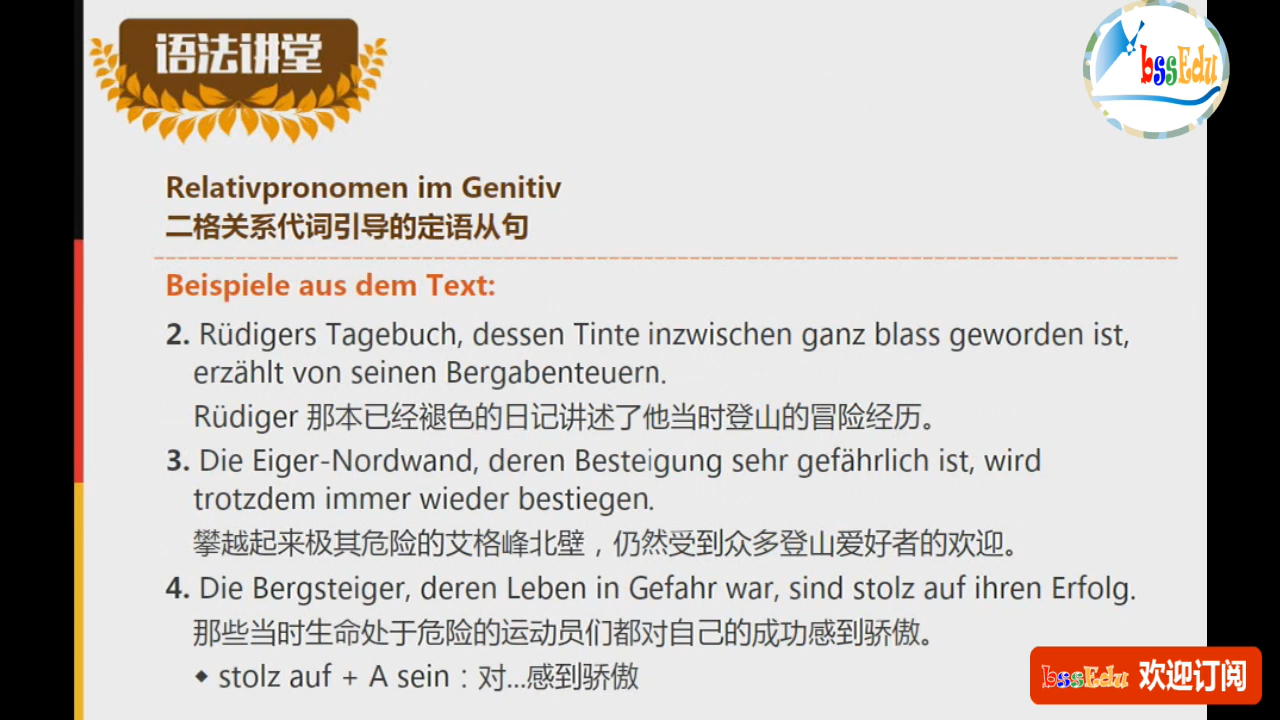 语法讲堂
bssEdu
Relativpronomen im Genitiv
二格关系代词引导的定语从句
Beispiele aus dem Text:
2. Rüdigers Tagebuch, dessen Tinte inzwischen ganz blass geworden ist,
erzählt von seinen Bergabenteuern.
Rüdiger 那本已经褪色的日记讲述了他当时登山的冒险经历。
3. Die Eiger-Nordwand, deren Besteigung sehr gefährlich ist, wird
trotzdem immer wieder bestiegen.
攀越起来极其危险的艾格峰北壁，仍然受到众多登山爱好者的欢迎。
4. Die Bergsteiger, deren Leben in Gefahr war, sind stolz auf ihren Erfolg.
那些当时生命处于危险的运动员们都对自己的成功感到骄傲。
◆ stolz auf + A sein：对...感到骄傲
bssEdu 欢迎订阅